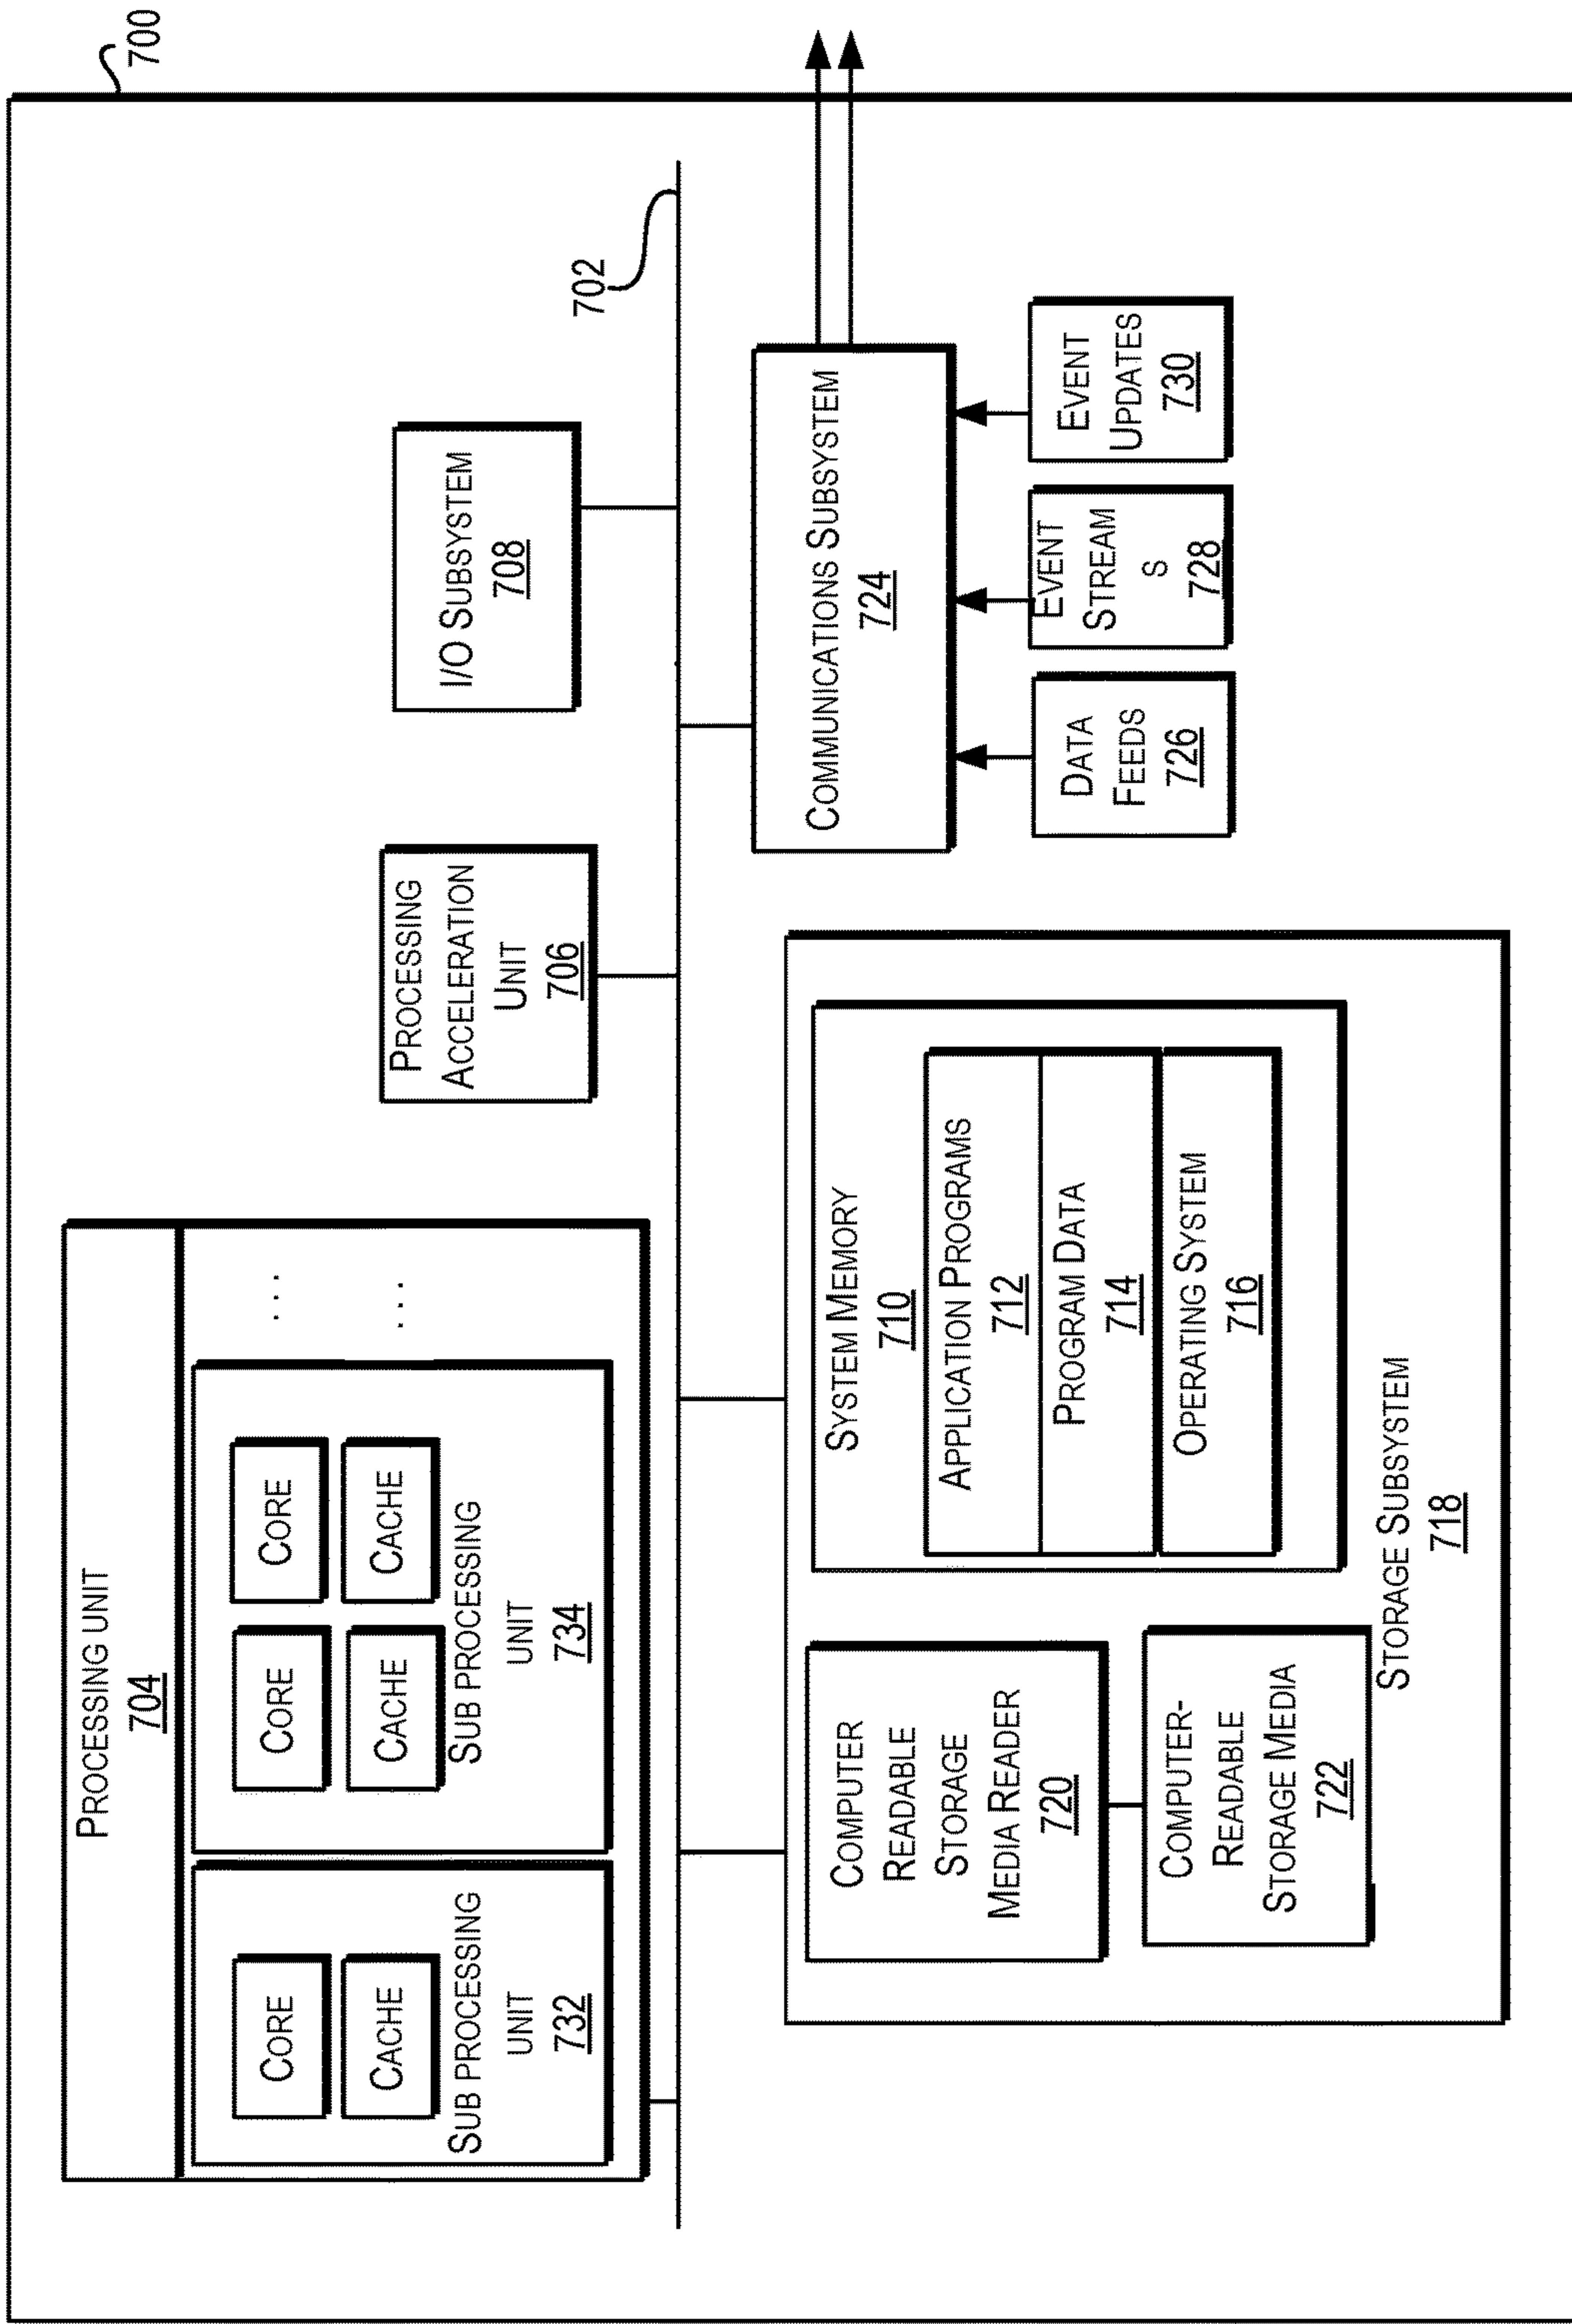 700
PROCESSING UNIT
704
CORE
CACHE
SUB PROCESSING
UNIT
732
CORE
CORE
CACHE
CACHE
SUB PROCESSING
UNIT
734
. . .
. . .
PROCESSING
ACCELERATION
UNIT
706
I/O SUBSYSTEM
708
702
COMPUTER
READABLE
STORAGE
MEDIA READER
720
COMPUTER-
READABLE
STORAGE MEDIA
722
SYSTEM MEMORY
710
APPLICATION PROGRAMS
712
PROGRAM DATA
714
OPERATING SYSTEM
716
STORAGE SUBSYSTEM
718
COMMUNICATIONS SUBSYSTEM
724
DATA
FEEDS
726
EVENT
STREAM
S
728
EVENT
UPDATES
730